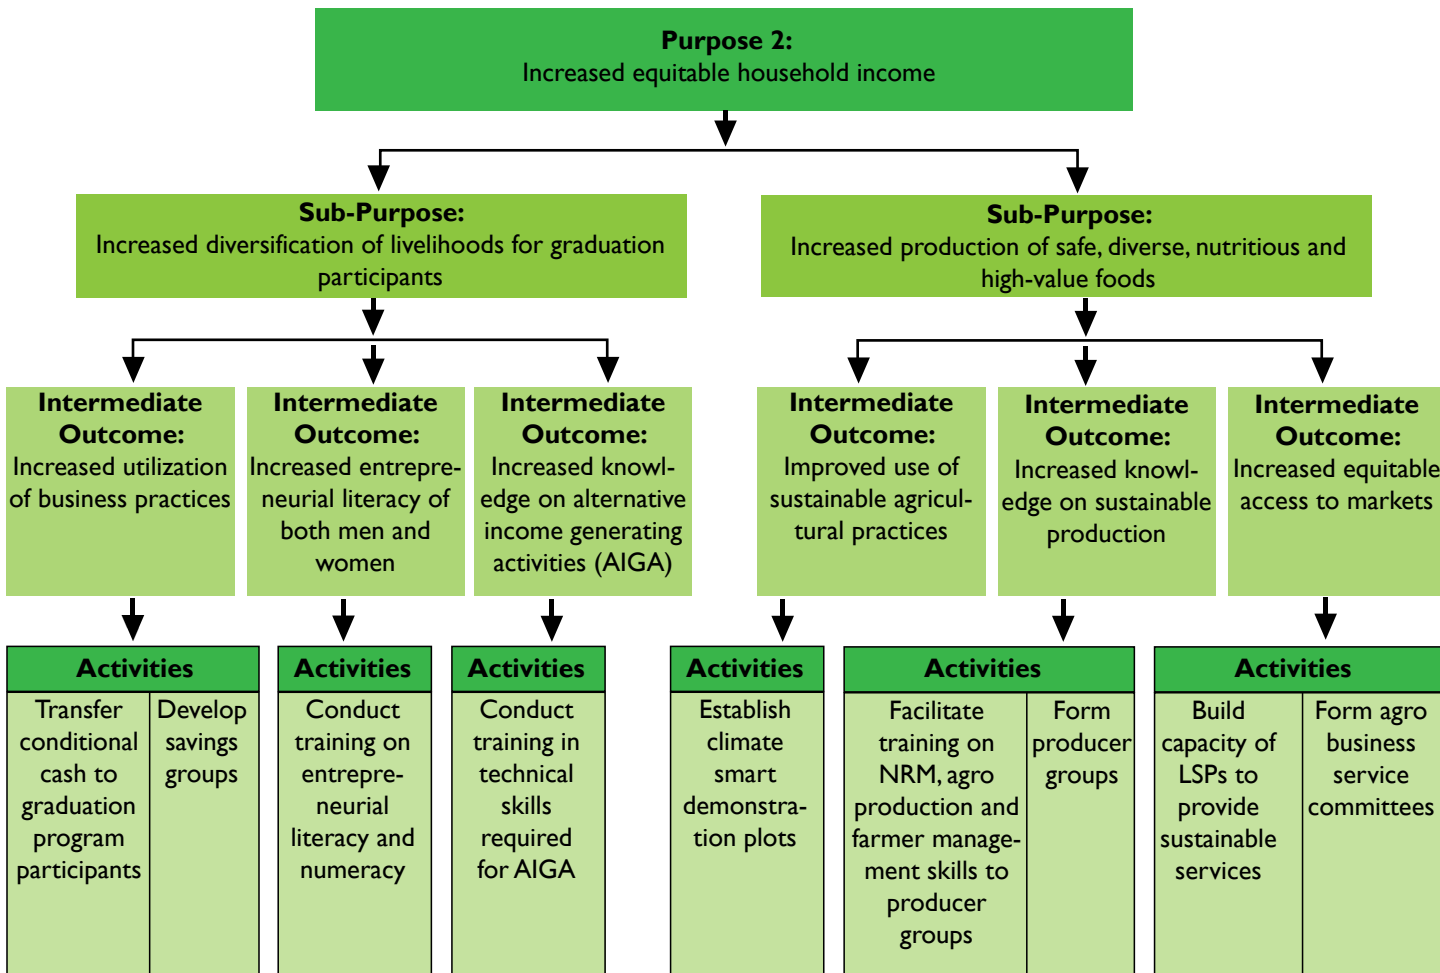 Purpose 2:
Increased equitable household income
Sub-Purpose:
Increased diversification of livelihoods for graduation
participants
Sub-Purpose:
Increased production of safe, diverse, nutritious and
high-value foods
Intermediate
Outcome:
Increased utilization
of business practices
Intermediate
Outcome:
Increased entrepre-
neurial literacy of
both men and
women
Intermediate
Outcome:
Increased knowl-
edge on alternative
income generating
activities (AIGA)
Intermediate
Outcome:
Improved use of
sustainable agricul-
tural practices
Intermediate
Outcome:
Increased knowl-
edge on sustainable
production
Intermediate
Outcome:
Increased equitable
access to markets
Activities
Transfer
conditional
cash to
graduation
program
participants
Develop
savings
groups
Activities
Conduct
training on
entrepre-
neurial
literacy and
numeracy
Activities
Conduct
training in
technical
skills
required
for AIGA
Activities
Establish
climate
smart
demonstra-
tion plots
Activities
Facilitate
training on
NRM, agro
production and
farmer manage-
ment skills to
producer
groups
Form
producer
groups
Activities
Build
capacity of
LSPs to
provide
sustainable
services
Form agro
business
service
committees